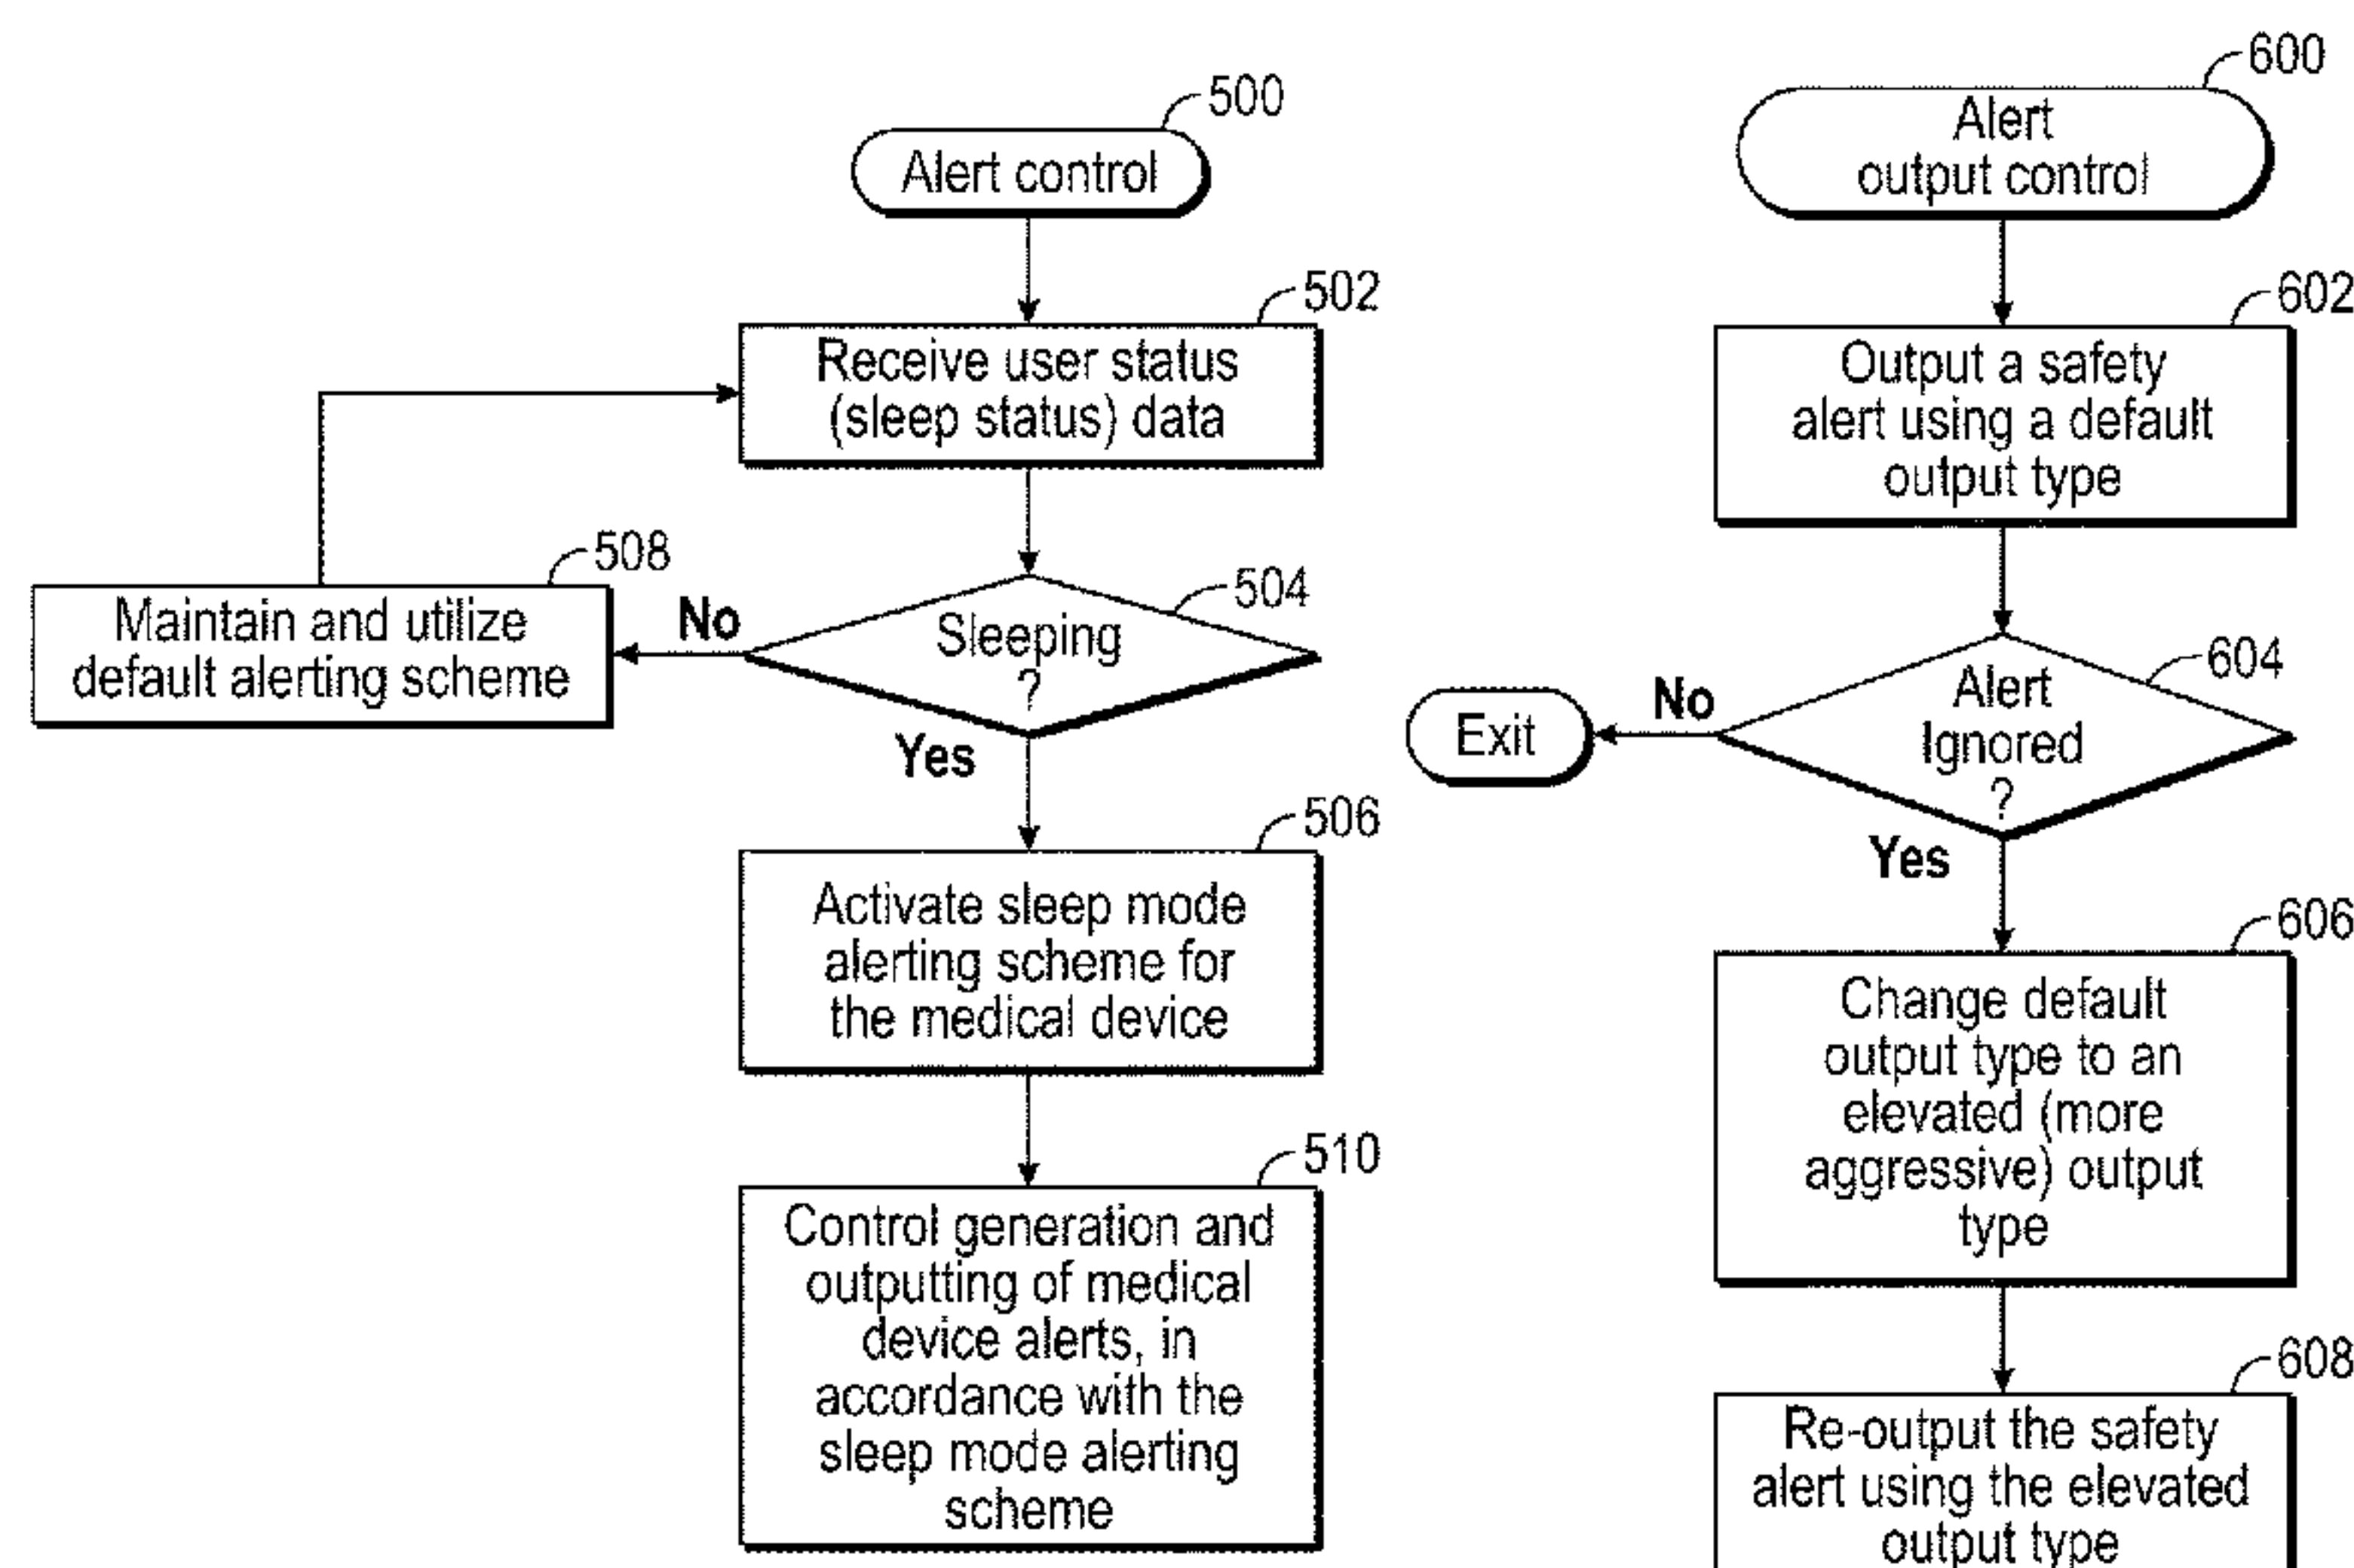 500
Alert control
502
Receive user status
(sleep status) data
508
Maintain and utilize
default alerting scheme
No
504
Sleeping
?
Yes
506
Activate sleep mode
alerting scheme for
the medical device
510
Control generation and
outputting of medical
device alerts, in
accordance with the
sleep mode alerting
scheme
600
Alert
output control
602
Output a safety
alert using a default
output type
604
Alert
Ignored
?
No
Exit
Yes
606
Change default
output type to an
elevated (more
aggressive) output
type
608
Re-output the safety
alert using the elevated
output type